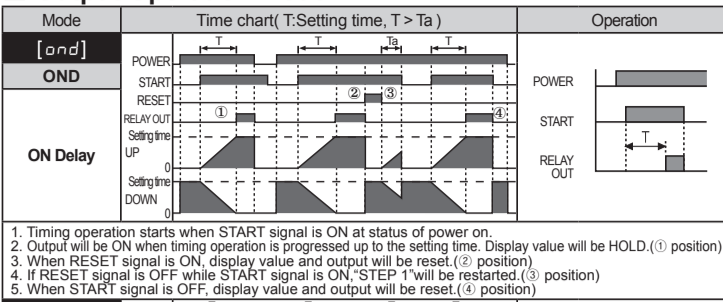 Mode
Time chart( T:Setting time, T > Ta )
Operation
[ond]
OND
ON Delay
T T Ta T
POWER
START
RESET
② ③
RELAY OUT
① ④
Setting time
UP
0
Setting time
DOWN
0
POWER
START
T
RELAY
OUT
1. Timing operation starts when START signal is ON at status of power on.
2. Output will be ON when timing operation is progressed up to the setting time. Display value will be HOLD.(① position)
3. When RESET signal is ON, display value and output will be reset.(② position)
4. If RESET signal is OFF while START signal is ON,“STEP 1”will be restarted.(③ position)
5. When START signal is OFF, display value and output will be reset.(④ position)